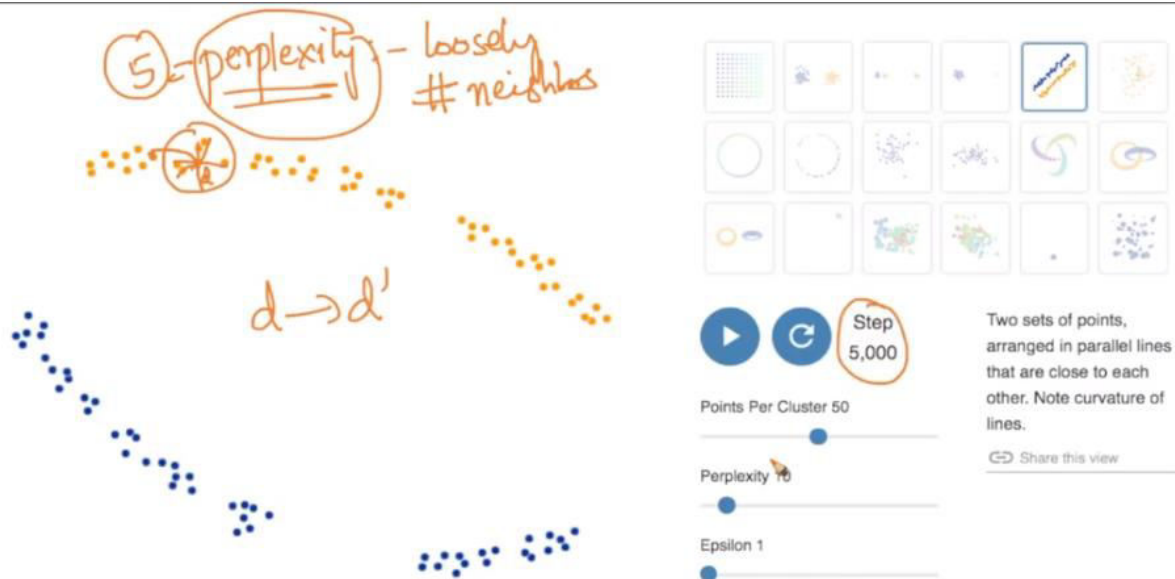 5 - perplexity - loosely
# neighbors
d → d'
Step
5,000
Points Per Cluster 50
Perplexity 10
Epsilon 1
Two sets of points,
arranged in parallel lines
that are close to each
other. Note curvature of
lines.
Share this view